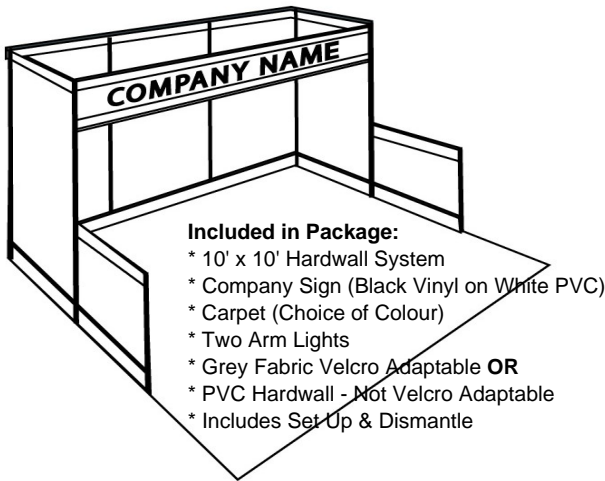 COMPANY NAME
Included in Package:
* 10' x 10' Hardwall System
* Company Sign (Black Vinyl on White PVC)
* Carpet (Choice of Colour)
* Two Arm Lights
* Grey Fabric Velcro Adaptable OR
* PVC Hardwall - Not Velcro Adaptable
* Includes Set Up & Dismantle